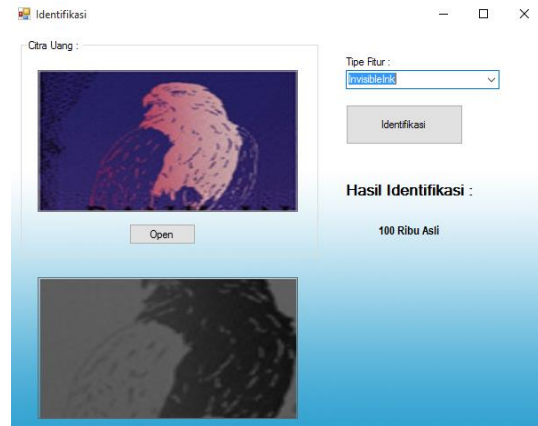 Identifikasi
Citra Uang :
Open
Tipe Fitur :
InvisibleInk
Identifikasi
Hasil Identifikasi :
100 Ribu Asli